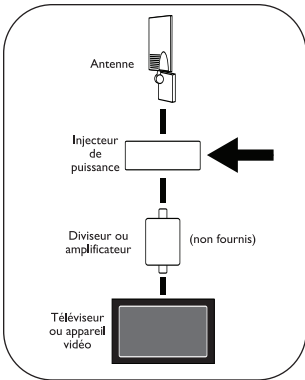 Antenne
Injecteur
de
puissance
Diviseur ou
amplificateur
(non fournis)
Téléviseur
ou appareil
vidéo